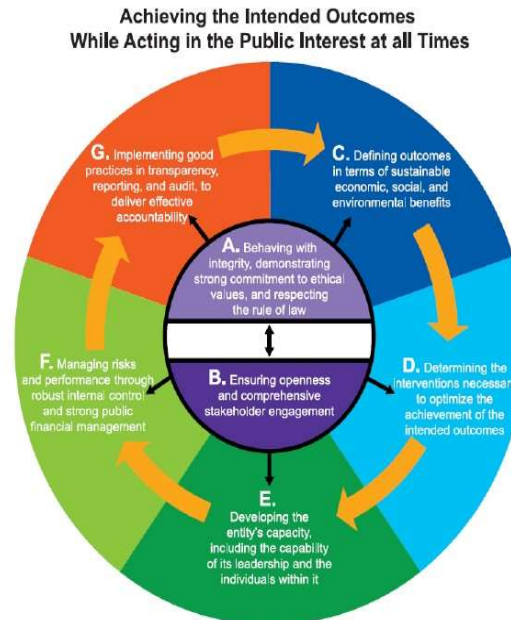 Achieving the Intended Outcomes
While Acting in the Public Interest at all Times
G. Implementing good
practices in transparency,
reporting, and audit, to
deliver effective
accountability
C. Defining outcomes
in terms of sustainable
economic, social, and
environmental benefits
A. Behaving with
integrity, demonstrating
strong commitment to ethical
values, and respecting
the rule of law
B. Ensuring openness
and comprehensive
stakeholder engagement
F. Managing risks
and performance through
robust internal control
and strong public
financial management
D. Determining the
interventions necessary
to optimize the
achievement of the
intended outcomes
E.
Developing the
entity's capacity,
including the capability
of its leadership and the
individuals within it